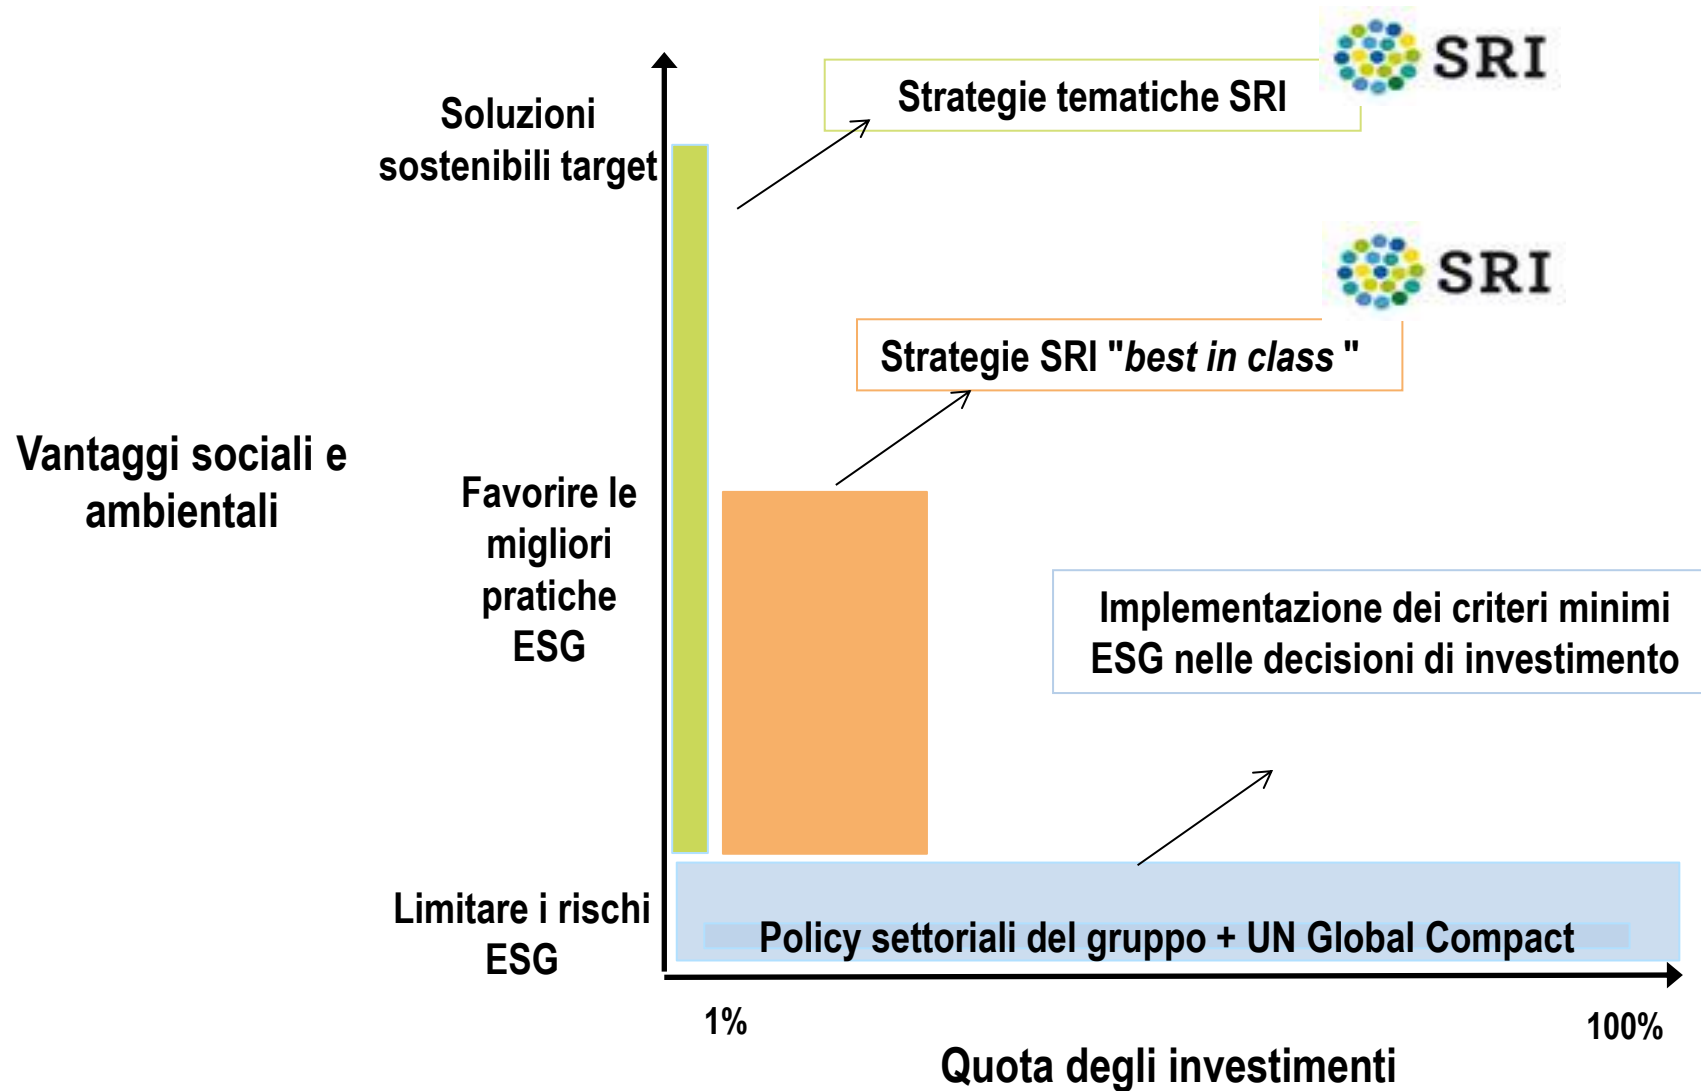 SRI
Strategie tematiche SRI
Soluzioni
sostenibili target
SRI
Strategie SRI "best in class "
Vantaggi sociali e
ambientali
Favorire le
migliori
pratiche
ESG
Implementazione dei criteri minimi
ESG nelle decisioni di investimento
Limitare i rischi
ESG
Policy settoriali del gruppo + UN Global Compact
1%
100%
Quota degli investimenti